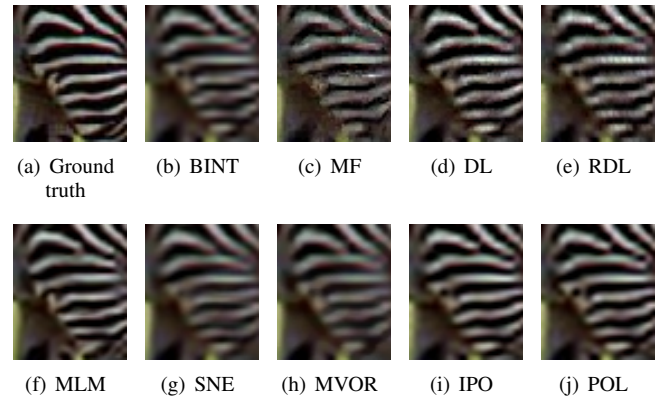 (a) Ground truth
(b) BINT
(c) MF
(d) DL
(e) RDL
(f) MLM
(g) SNE
(h) MVOR
(i) IPO
(j) POL